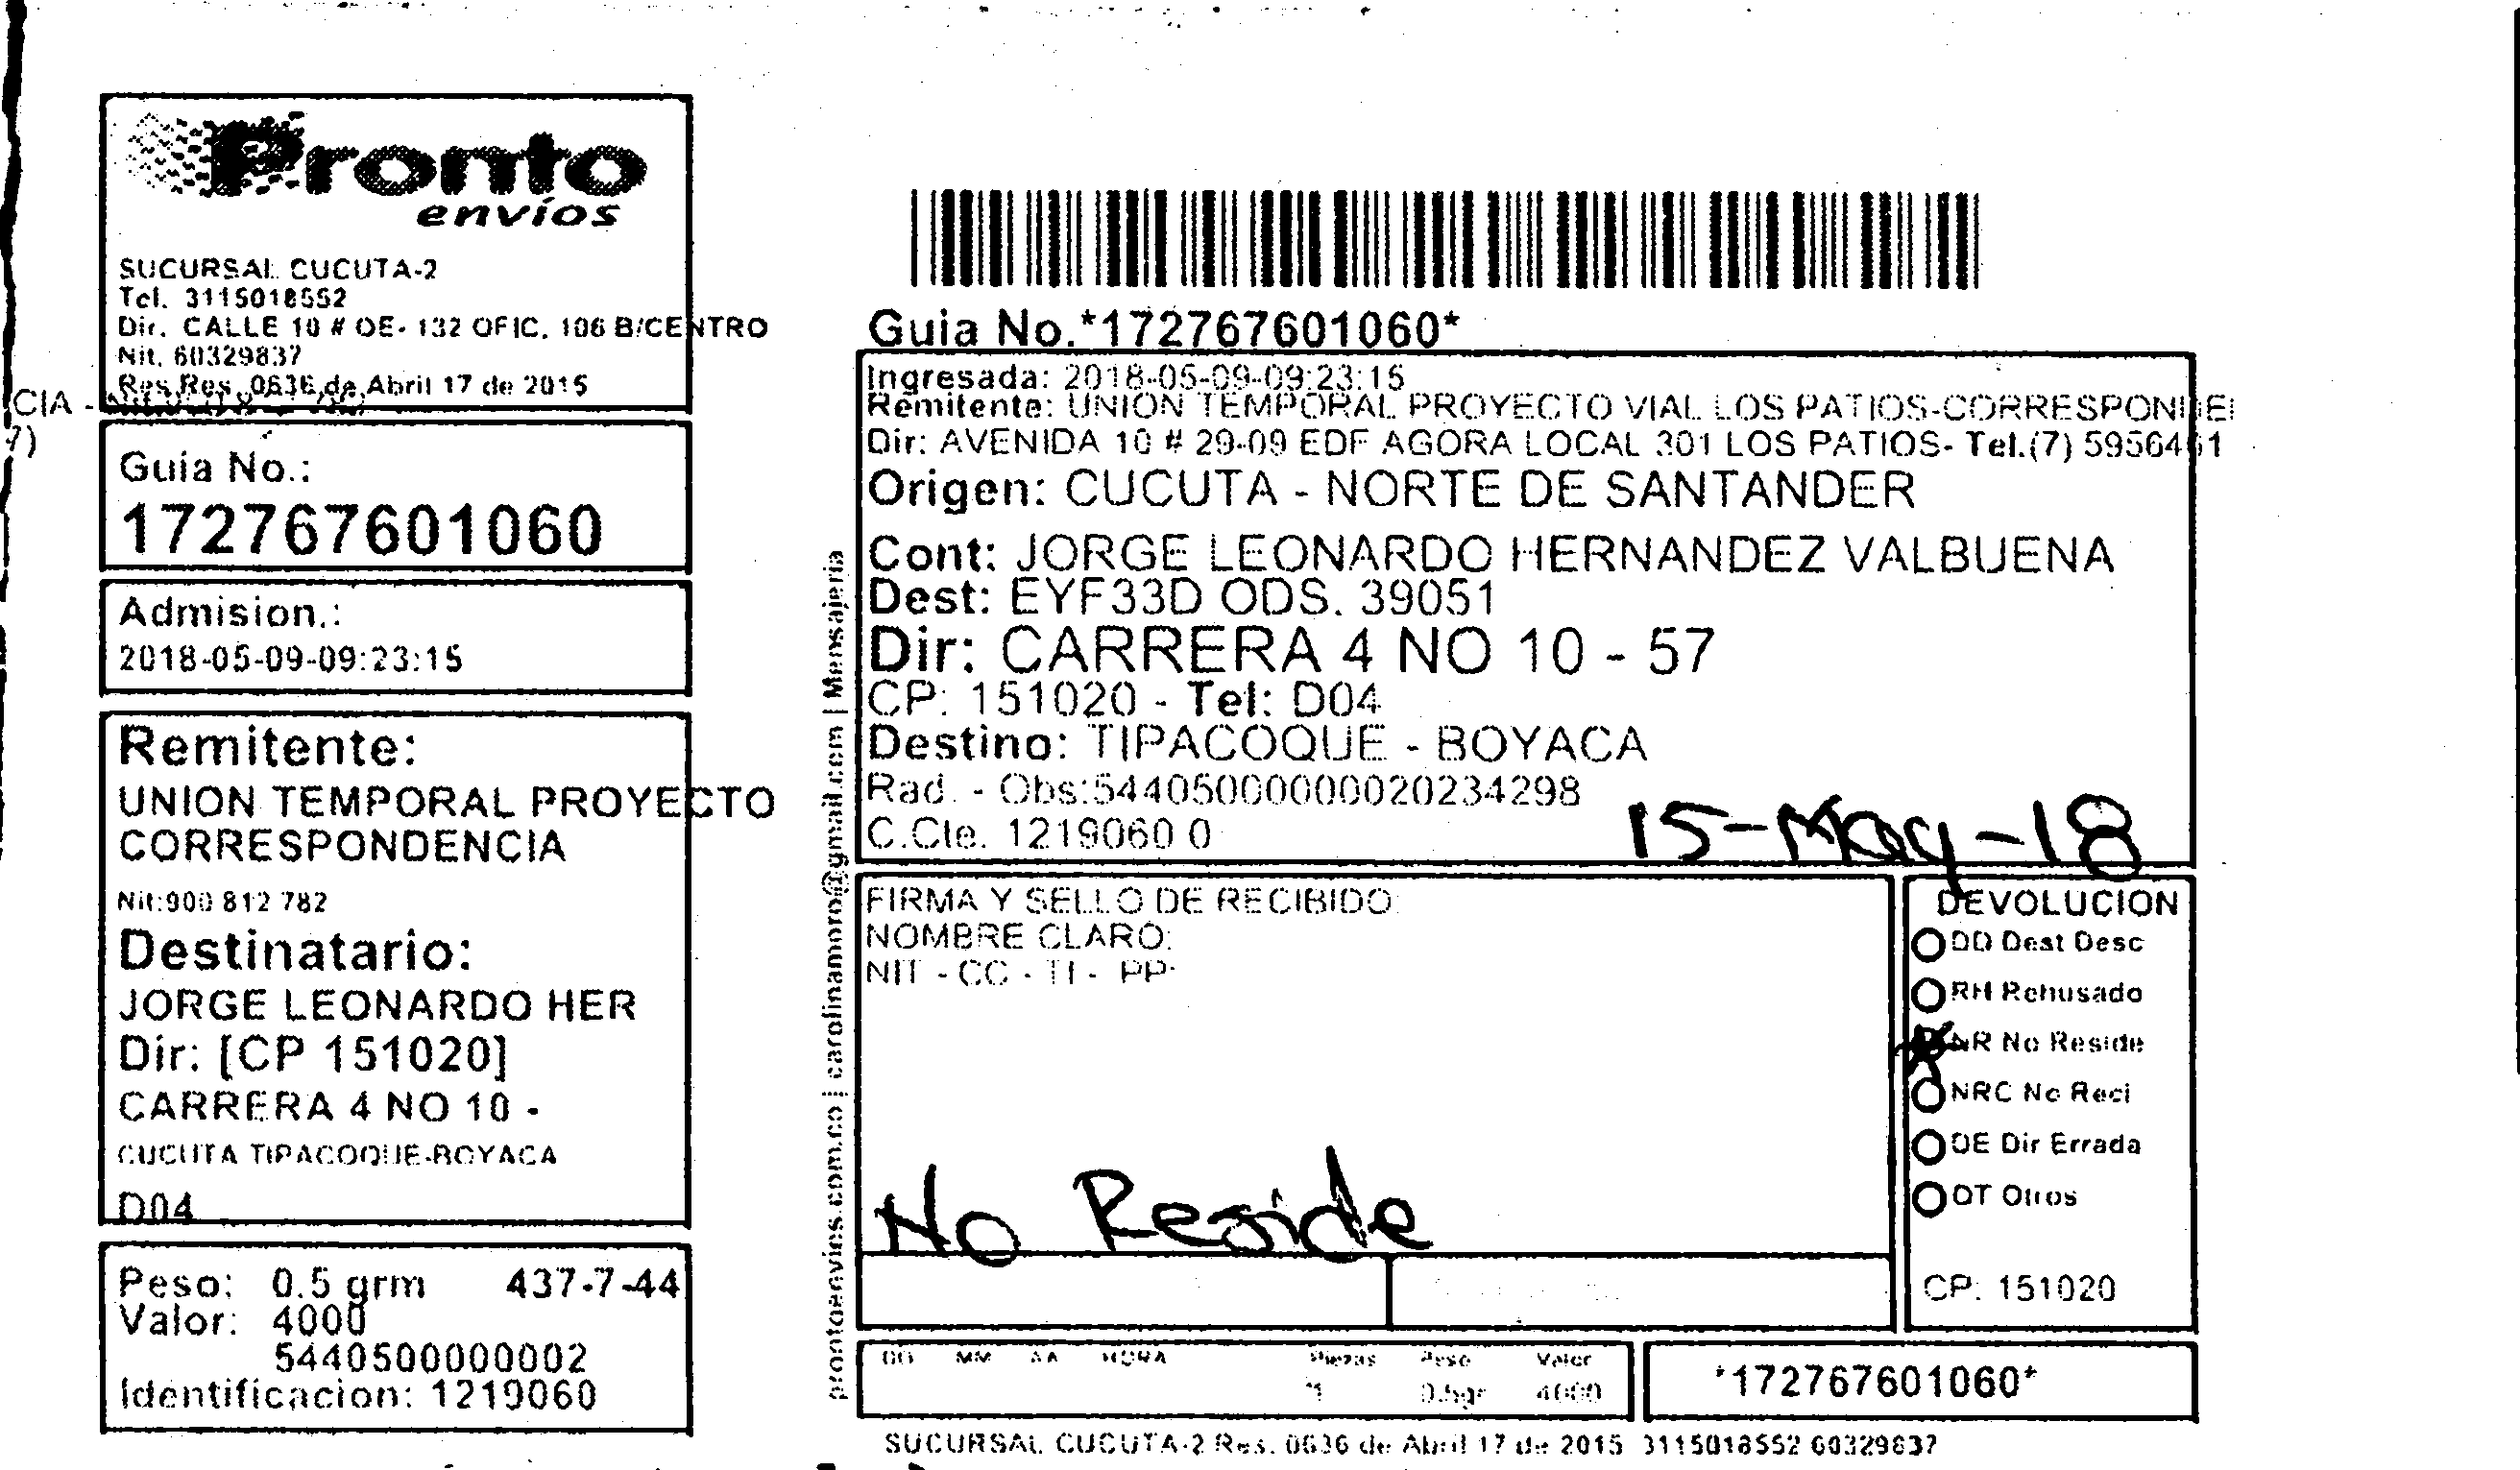 Pronto
envíos
SUCURSAL CUCUTA-2
Tel. 3115018552
Dir. CALLE 10 # OE- 132 OFIC. 106 B/CENTRO
Nit. 60329837
Res Res. 0636 de Abril 17 de 2015
CIA -
7)
Guia No.:
172767601060
Admision.:
2018-05-09-09:23:15
Remitente:
UNION TEMPORAL PROYECTO
CORRESPONDENCIA
Nit:900 812 782
Destinatario:
JORGE LEONARDO HER
Dir: [CP 151020]
CARRERA 4 NO 10 -
CUCUTA TIPACOQUE-BOYACA
D04
Peso: 0.5 grm 437-7-44
Valor: 4000
5440500000002
Identificacion: 1219060
prontoenvios.com.co | carolinamoro@gmail.com | Mensajeria
Guia No.*172767601060*
Ingresada: 2018-05-09-09:23:15
Remitente: UNION TEMPORAL PROYECTO VIAL LOS PATIOS-CORRESPONDE
Dir: AVENIDA 10 # 29-09 EDF AGORA LOCAL 301 LOS PATIOS- Tel.(7) 5956461
Origen: CUCUTA - NORTE DE SANTANDER
Cont: JORGE LEONARDO HERNANDEZ VALBUENA
Dest: EYF33D ODS. 39051
Dir: CARRERA 4 NO 10 - 57
CP: 151020 - Tel: D04
Destino: TIPACOQUE - BOYACA
Rad. - Obs:54405000000020234298
C.Cte. 1219060 0
15-May-18
FIRMA Y SELLO DE RECIBIDO:
NOMBRE CLARO:
NIT - CC - TI - PP:
No Reside
DEVOLUCION
DD Dest Desc
RH Rehusado
NR No Reside
NRC No Reci
DE Dir Errada
OT Otros
CP: 151020
DD MM AA HORA Piezas Peso Valor
1 0.5gr 4000
*172767601060*
SUCURSAL CUCUTA-2 Res. 0636 de Abril 17 de 2015 3115018552 60329837